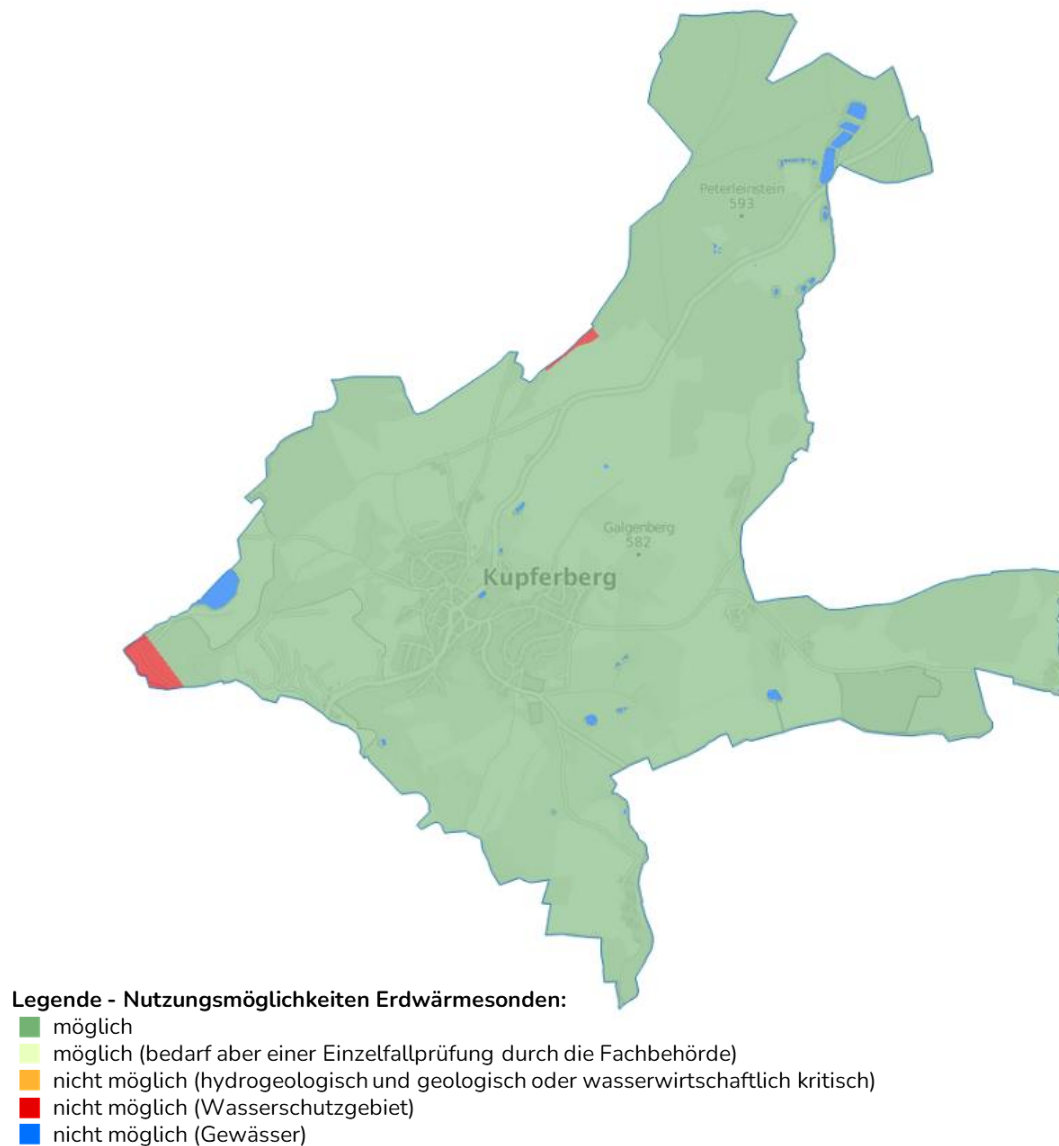 Peterleinstein
593
Galgenberg
582
Kupferberg
Legende - Nutzungsmöglichkeiten Erdwärmesonden:
möglich
möglich (bedarf aber einer Einzelfallprüfung durch die Fachbehörde)
nicht möglich (hydrogeologisch und geologisch oder wasserwirtschaftlich kritisch)
nicht möglich (Wasserschutzgebiet)
nicht möglich (Gewässer)